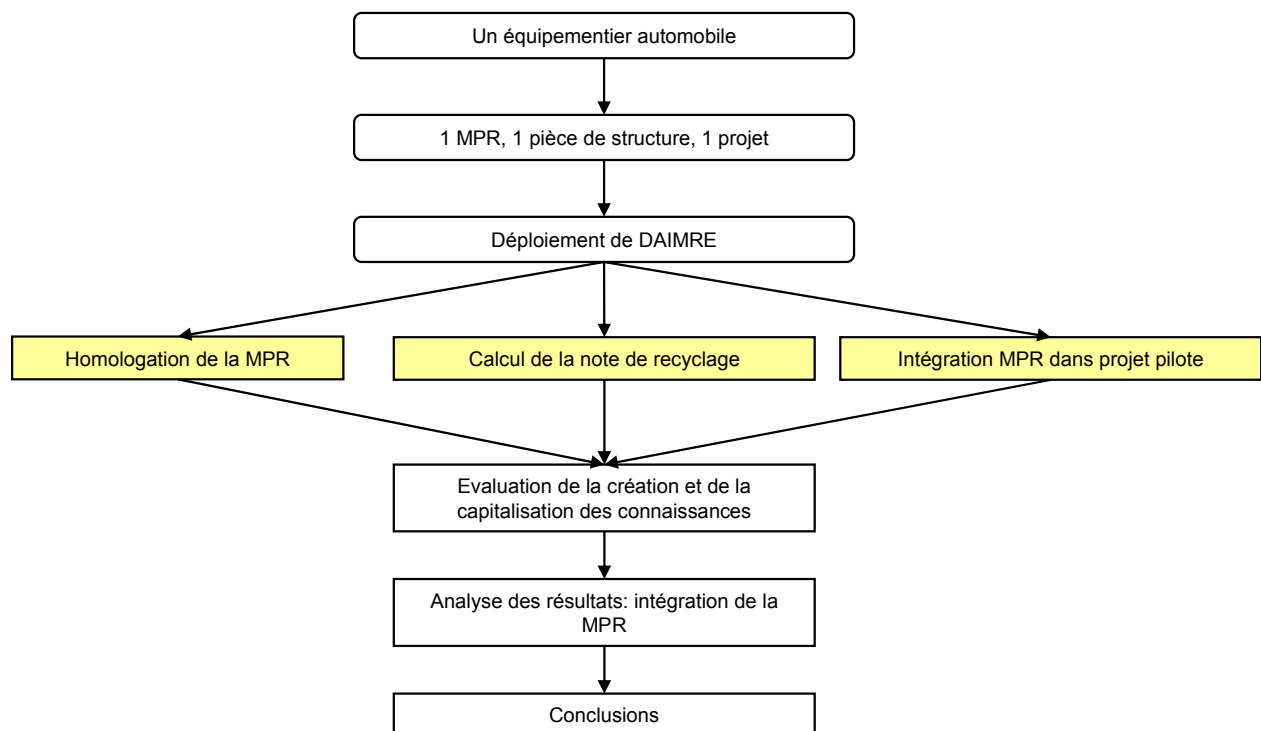 Un équipementier automobile
1 MPR, 1 pièce de structure, 1 projet
Déploiement de DAIMRE
Homologation de la MPR
Calcul de la note de recyclage
Intégration MPR dans projet pilote
Evaluation de la création et de la
capitalisation des connaissances
Analyse des résultats: intégration de la
MPR
Conclusions